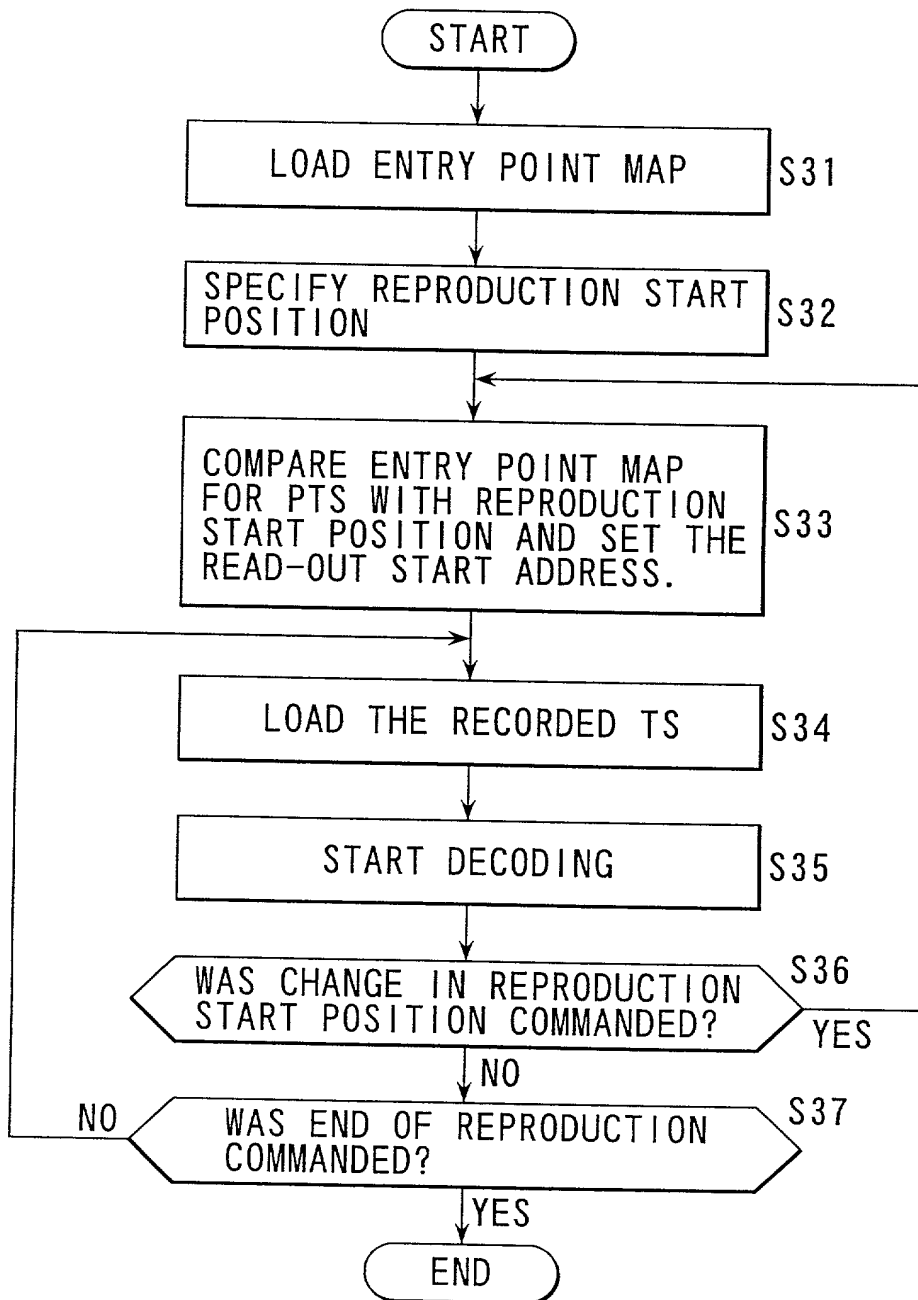 START
LOAD ENTRY POINT MAP
S31
SPECIFY REPRODUCTION START
POSITION
S32
COMPARE ENTRY POINT MAP
FOR PTS WITH REPRODUCTION
START POSITION AND SET THE
READ-OUT START ADDRESS.
S33
LOAD THE RECORDED TS
S34
START DECODING
S35
WAS CHANGE IN REPRODUCTION
START POSITION COMMANDED?
S36
YES
NO
WAS END OF REPRODUCTION
COMMANDED?
S37
NO
YES
END